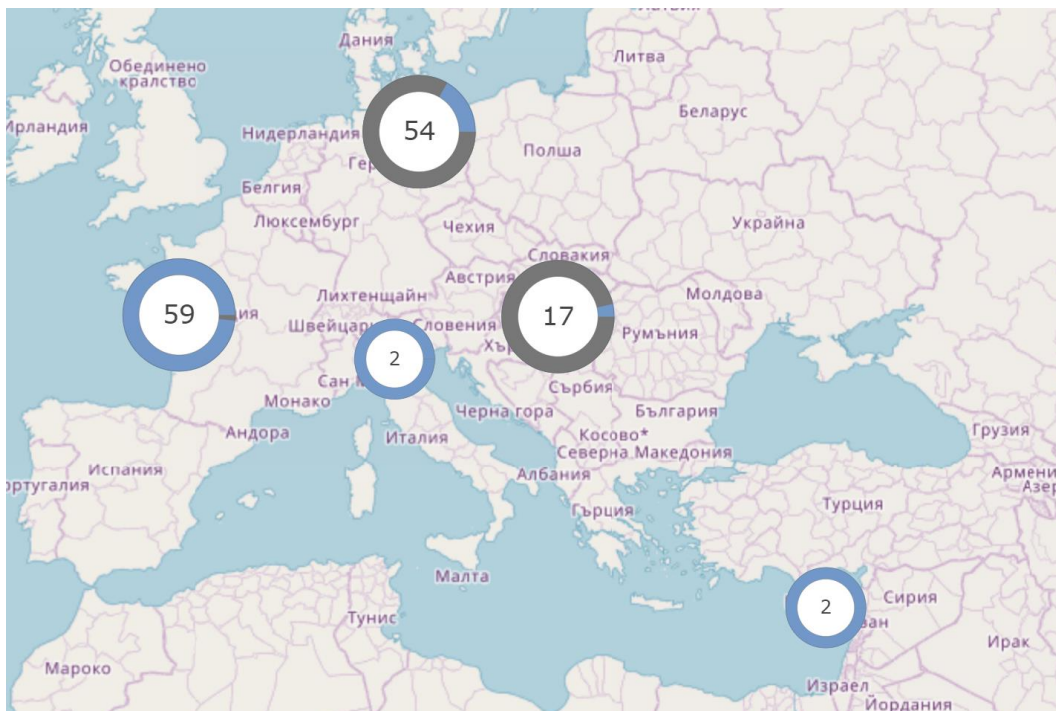 Дания
Литва
Обединено
кралство
Беларус
Ирландия
Нидерландия
54
Полша
Белгия
Люксембург
Чехия
Украйна
Словакия
Австрия
Лихтенщайн
Молдова
59
17
Словения
Румъния
2
Сърбия
Монако
Черна гора
България
Андора
Италия
Косово*
Грузия
Северна Македония
Испания
Албания
Турция
Гърция
Малта
2
Сирия
Тунис
Ирак
Мароко
Израел
Йордания